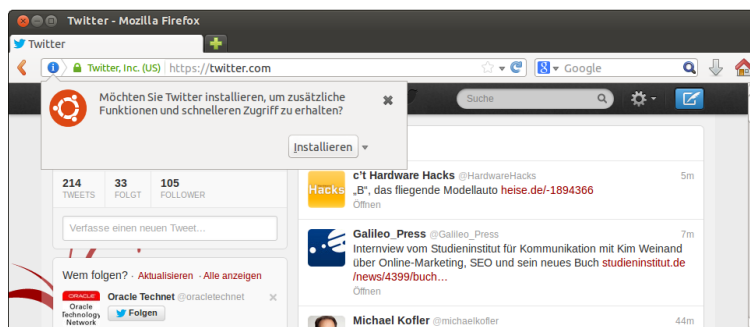 Twitter - Mozilla Firefox
Twitter
Twitter, Inc. (US) https://twitter.com
Google
Möchten Sie Twitter installieren, um zusätzliche
Funktionen und schnelleren Zugriff zu erhalten?
Installieren
Suche
214
TWEETS
33
FOLGT
105
FOLLOWER
Verfasse einen neuen Tweet...
Wem folgen? · Aktualisieren · Alle anzeigen
ORACLE
Oracle
Technology
Network
Oracle Technet @oracletechnet
Folgen
Hacks
c't Hardware Hacks @HardwareHacks
5m
„B“, das fliegende Modellauto heise.de/-1894366
Öffnen
Galileo_Press @Galileo_Press
7m
Internview vom Studieninstitut für Kommunikation mit Kim Weinand
über Online-Marketing, SEO und sein neues Buch studieninstitut.de
/news/4399/buch…
Öffnen
Michael Kofler @michaelkofler
44m